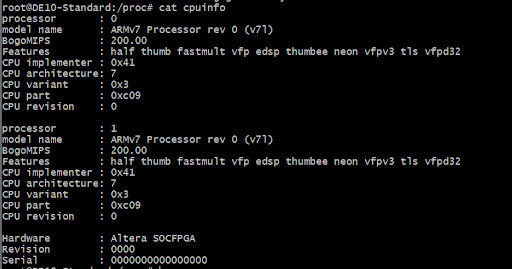 root@DE10-Standard:/proc# cat cpuinfo
processor : 0
model name : ARMv7 Processor rev 0 (v7l)
BogoMIPS : 200.00
Features : half thumb fastmult vfp edsp thumbee neon vfpv3 tls vfpd32
CPU implementer : 0x41
CPU architecture: 7
CPU variant : 0x3
CPU part : 0xc09
CPU revision : 0
processor : 1
model name : ARMv7 Processor rev 0 (v7l)
BogoMIPS : 200.00
Features : half thumb fastmult vfp edsp thumbee neon vfpv3 tls vfpd32
CPU implementer : 0x41
CPU architecture: 7
CPU variant : 0x3
CPU part : 0xc09
CPU revision : 0
Hardware : Altera SOCFPGA
Revision : 0000
Serial : 0000000000000000